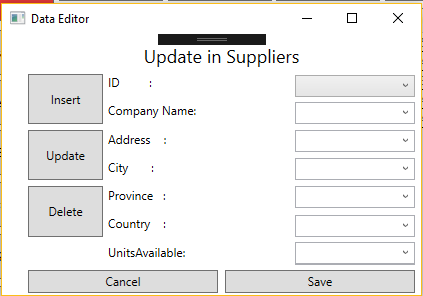 Data Editor
Update in Suppliers
Insert
Update
Delete
ID :
Company Name:
Address :
City :
Province :
Country :
UnitsAvailable:
Cancel
Save